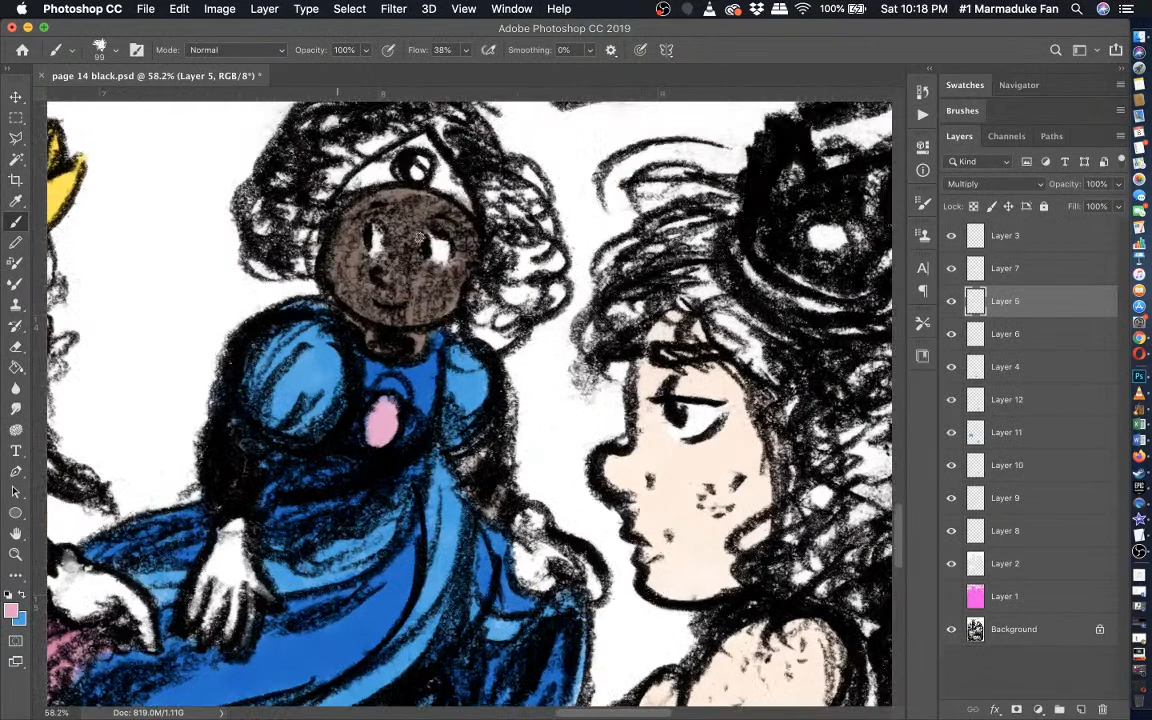 Photoshop CC File Edit Image Layer Type Select Filter 3D View Window Help 100% Sat 10:18 PM #1 Marmaduke Fan
Adobe Photoshop CC 2019
99 Mode: Normal Opacity: 100% Flow: 38% Smoothing: 0%
× page 14 black.psd @ 58.2% (Layer 5, RGB/8*) *
Swatches Navigator
7 8 9
Brushes
Layers Channels Paths
Kind
Multiply Opacity: 100%
Lock: Fill: 100%
Layer 3
Layer 7
Layer 5
Layer 6
Layer 4
Layer 12
Layer 11
Layer 10
Layer 9
Layer 8
Layer 2
Layer 1
Background
58.2% Doc: 819.0M/1.11G